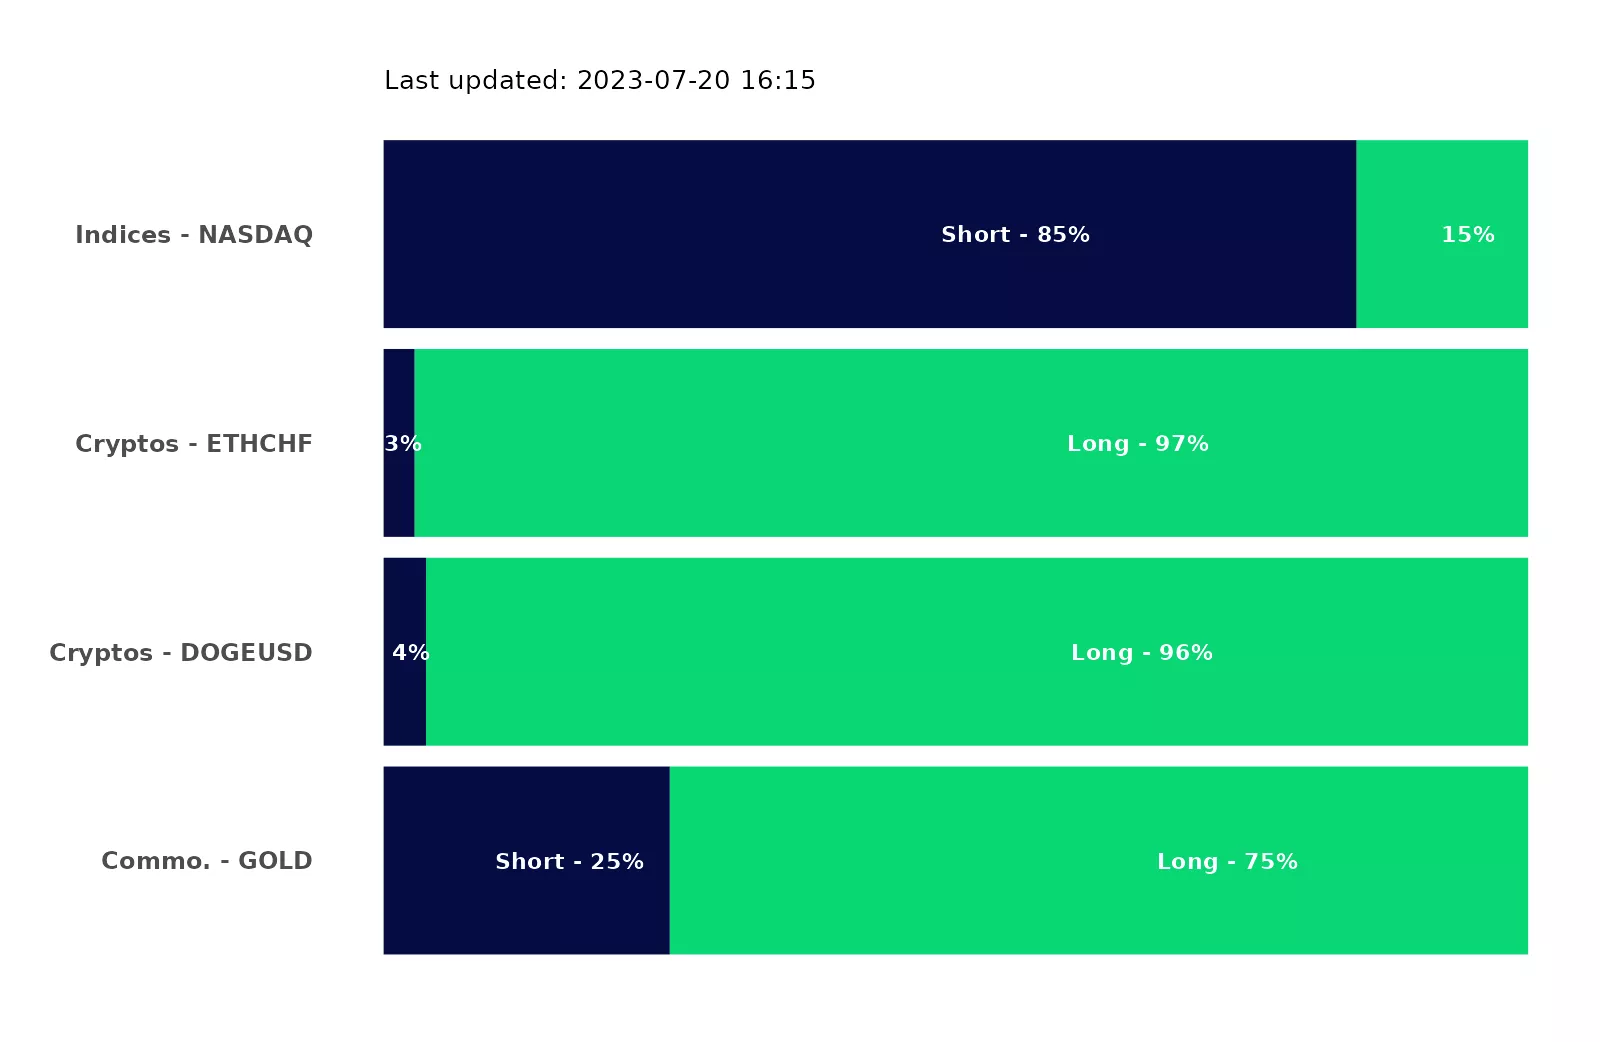 Last updated: 2023-07-20 16:15
Indices - NASDAQ Short - 85% 15%
Cryptos - ETHCHF 3% Long - 97%
Cryptos - DOGEUSD 4% Long - 96%
Commo. - GOLD Short - 25% Long - 75%